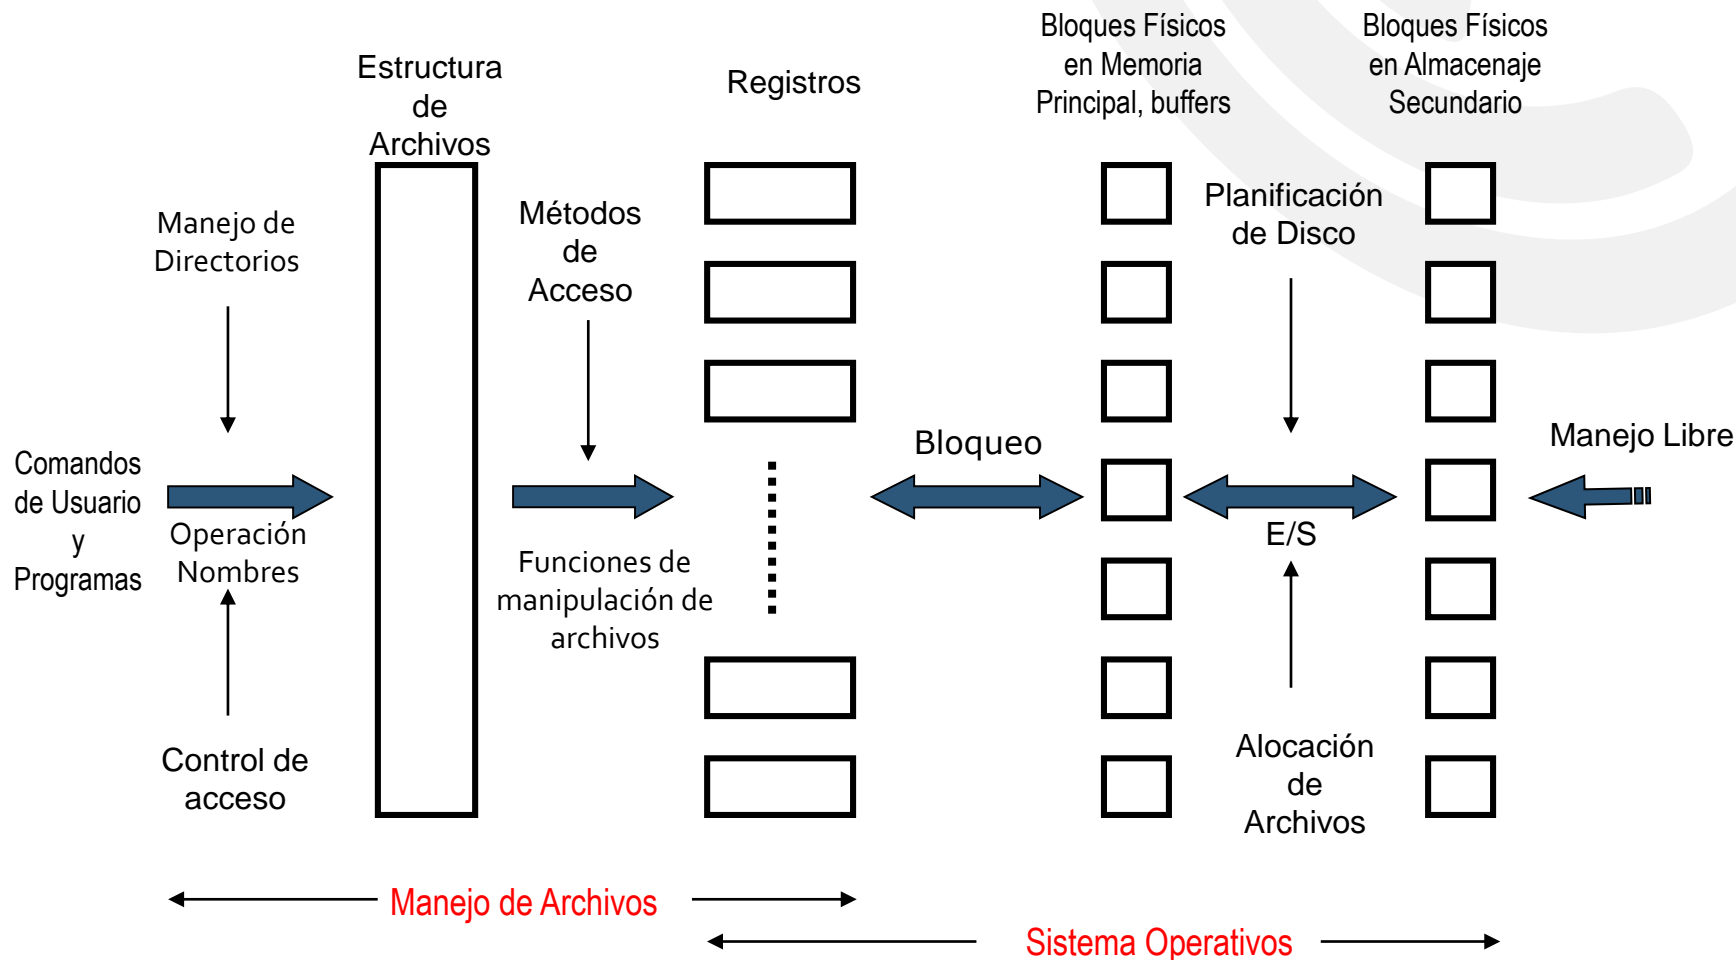 Bloques Físicos
en Memoria
Principal, buffers
Bloques Físicos
en Almacenaje
Secundario
Estructura
de
Archivos
Registros
Manejo de
Directorios
Métodos
de
Acceso
Planificación
de Disco
Comandos
de Usuario
y
Programas
Operación
Nombres
Funciones de
manipulación de
archivos
Bloqueo
E/S
Manejo Libre
Control de
acceso
Alocación
de
Archivos
Manejo de Archivos
Sistema Operativos